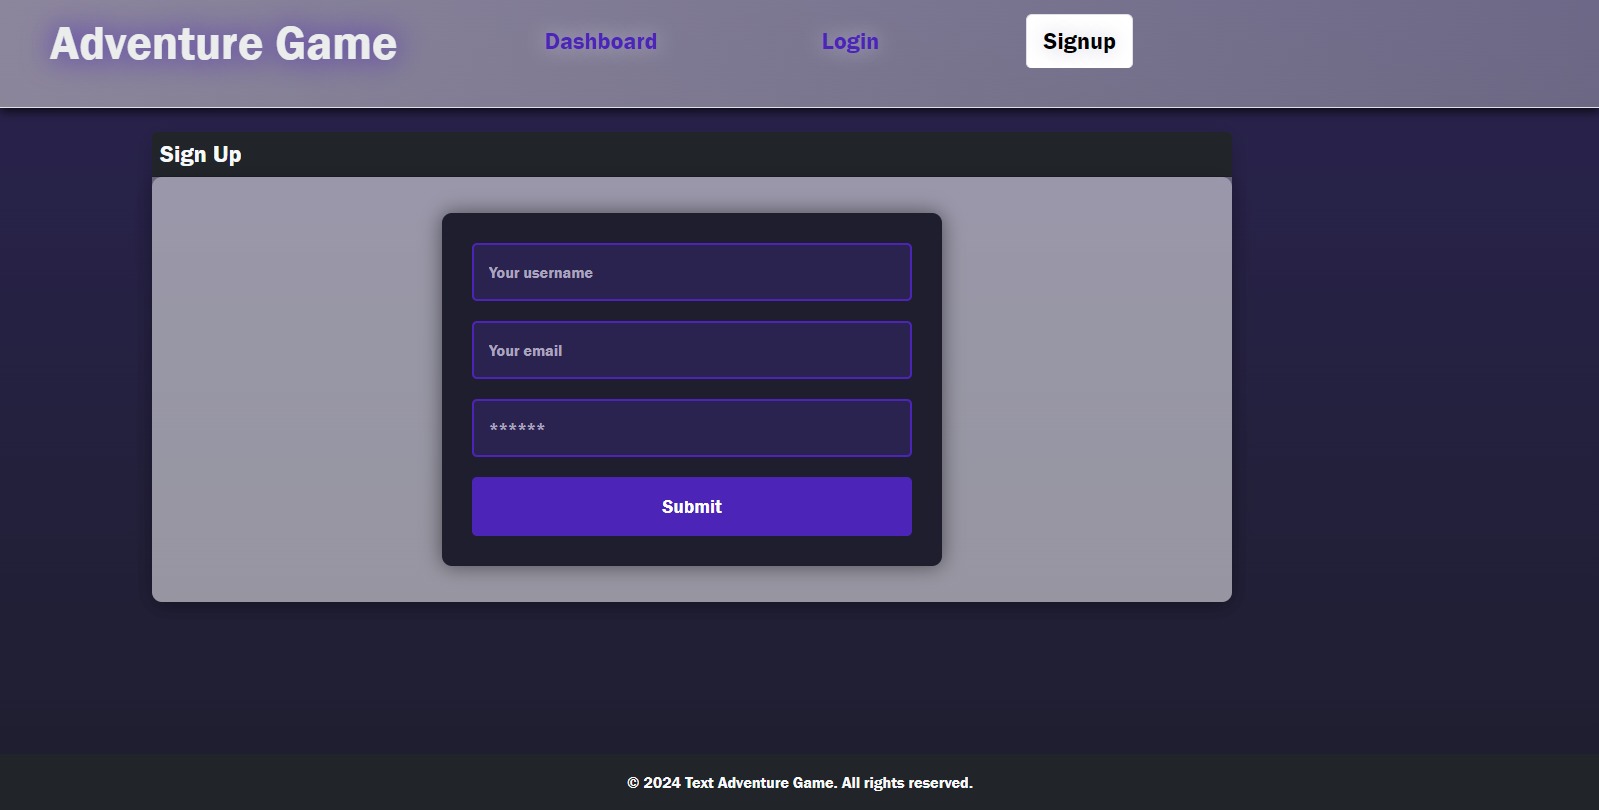 Adventure Game
Dashboard
Login
Signup
Sign Up
Your username
Your email
******
Submit
© 2024 Text Adventure Game. All rights reserved.